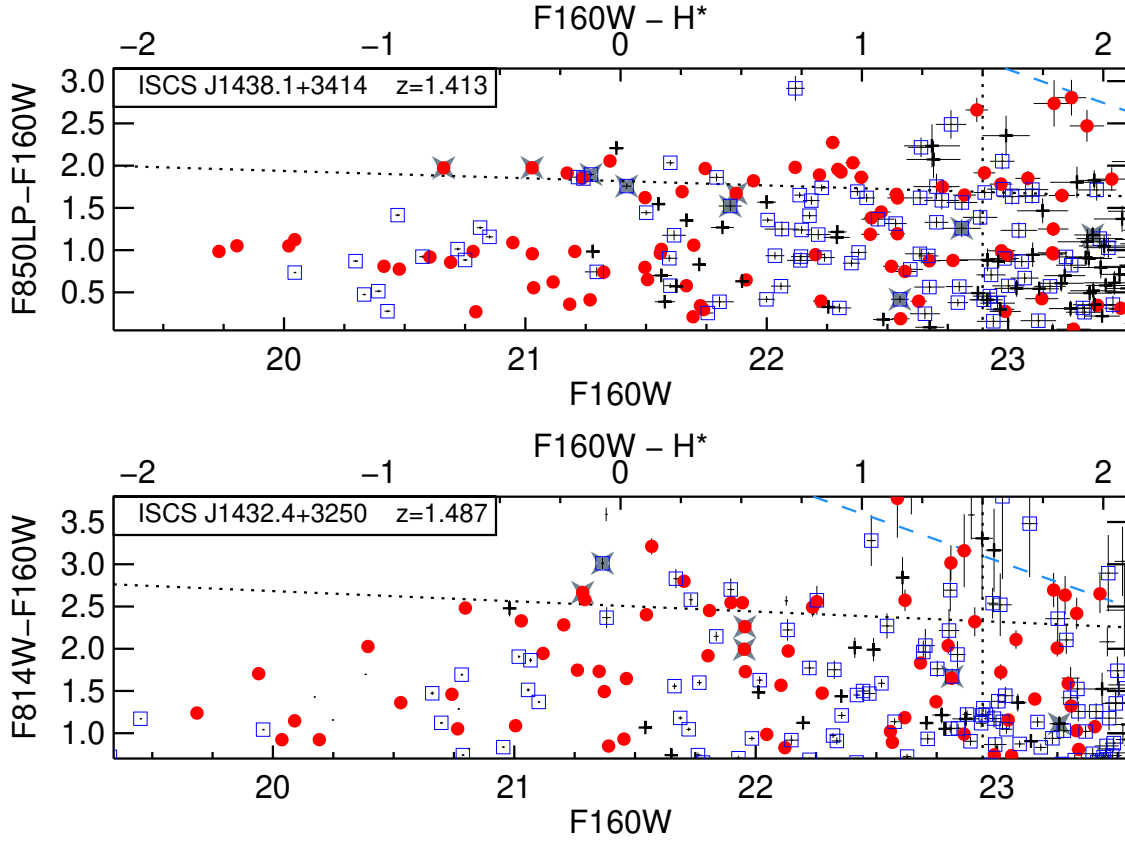 F160W − H*
−2 −1 0 1 2
ISCS J1438.1+3414 z=1.413
3.0
2.5
2.0
1.5
1.0
0.5
F850LP−F160W
20 21 22 23
F160W
F160W − H*
−2 −1 0 1 2
ISCS J1432.4+3250 z=1.487
3.5
3.0
2.5
2.0
1.5
1.0
F814W−F160W
20 21 22 23
F160W